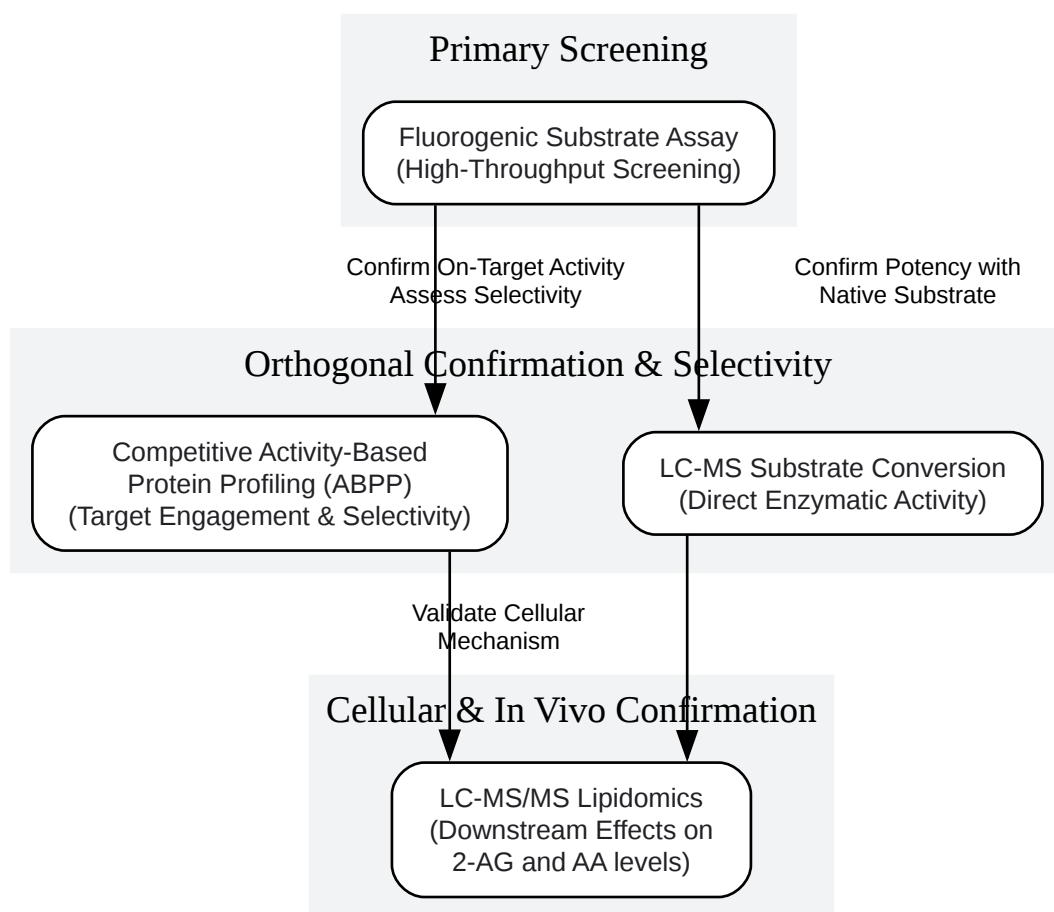 Primary Screening
Fluorogenic Substrate Assay
(High-Throughput Screening)
Confirm On-Target Activity
Assess Selectivity
Confirm Potency with
Native Substrate
Orthogonal Confirmation & Selectivity
Competitive Activity-Based
Protein Profiling (ABPP)
(Target Engagement & Selectivity)
LC-MS Substrate Conversion
(Direct Enzymatic Activity)
Validate Cellular
Mechanism
Cellular & In Vivo Confirmation
LC-MS/MS Lipidomics
(Downstream Effects on
2-AG and AA levels)